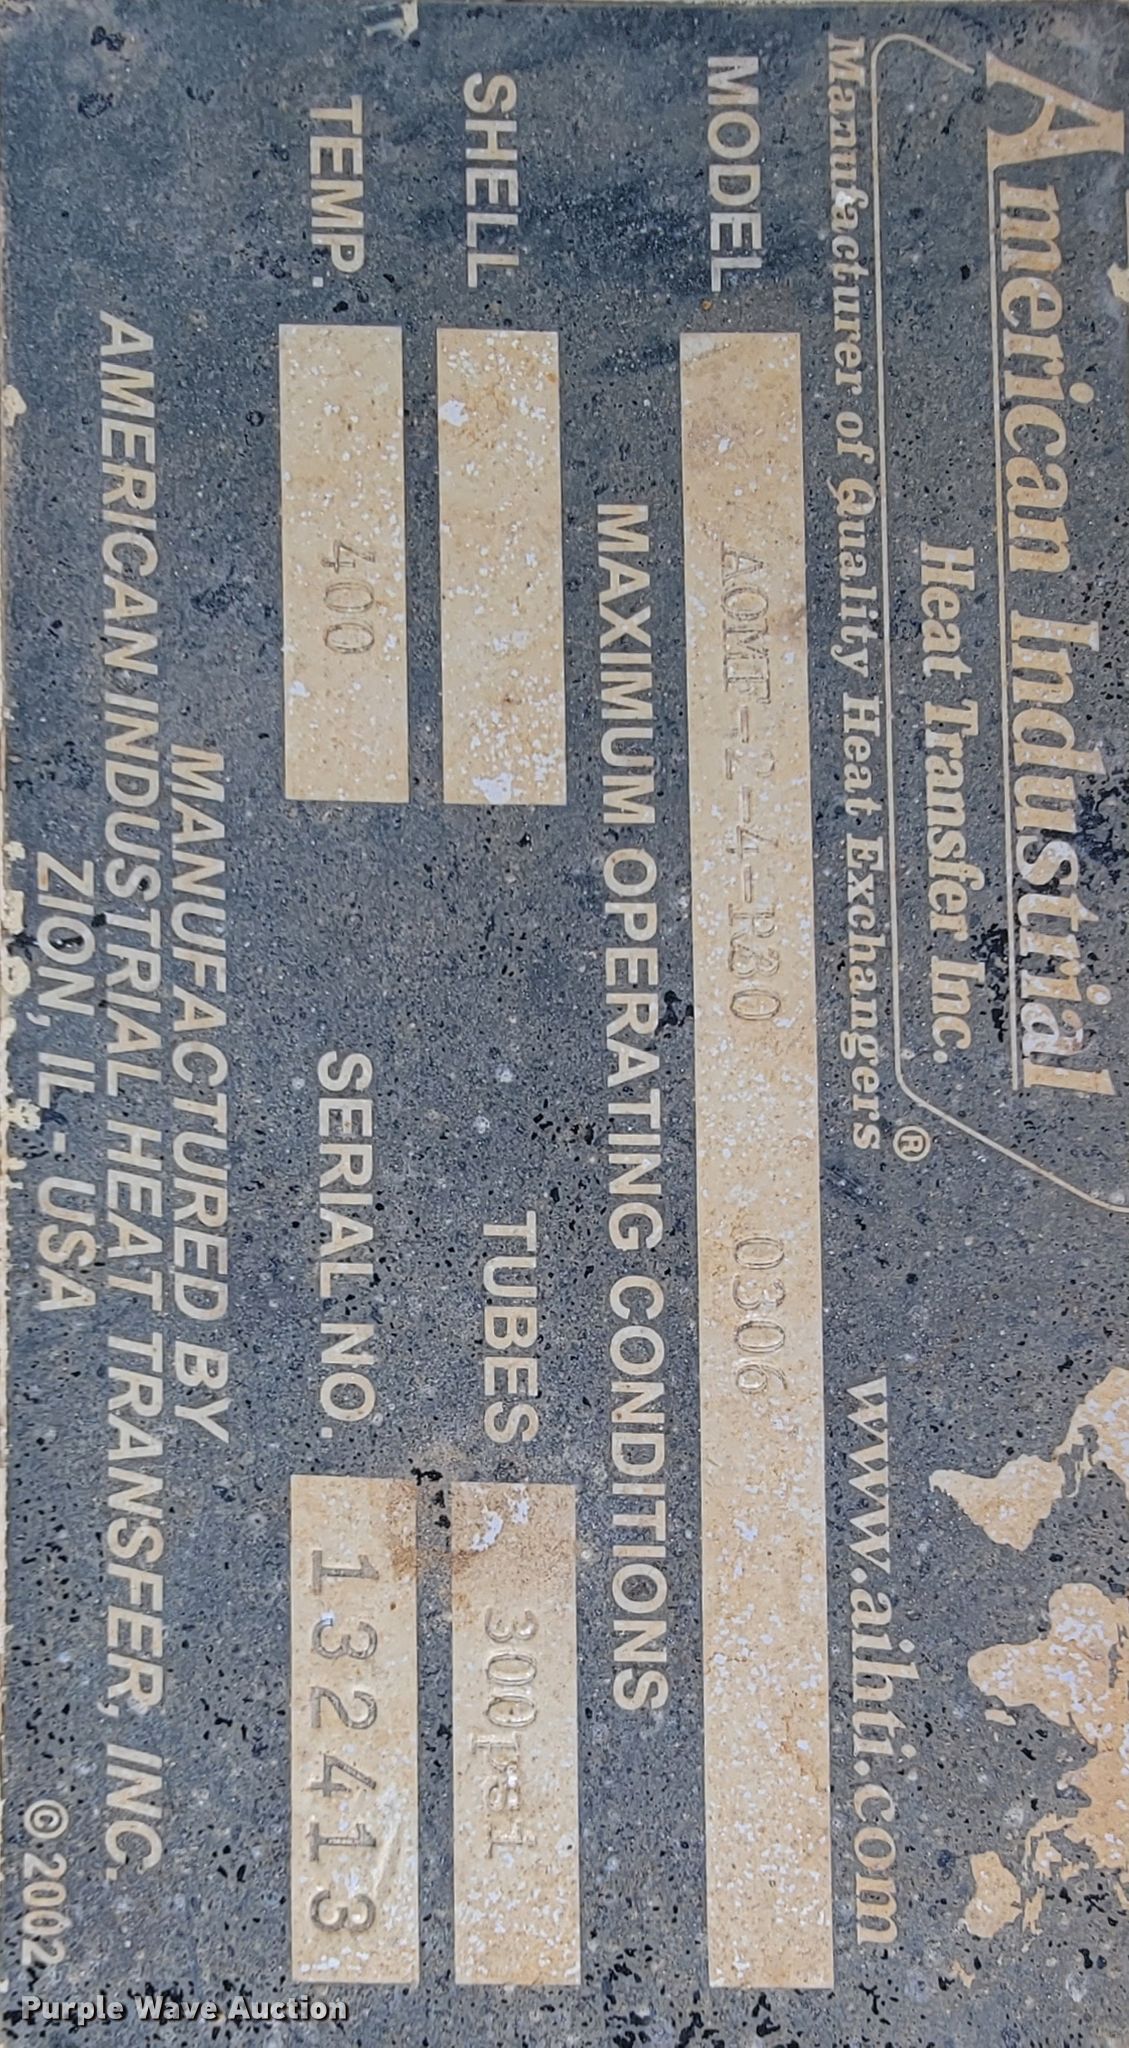 American Industrial
Heat Transfer Inc.
®
Manufacturer of Quality Heat Exchangers
www.aihti.com
MODEL AOMF-2-4-R30 0306
MAXIMUM OPERATING CONDITIONS
SHELL
TUBES 300Psi
TEMP. 400
SERIAL NO. 132413
MANUFACTURED BY
AMERICAN INDUSTRIAL HEAT TRANSFER, INC.
ZION, IL - USA
©2002
Purple Wave Auction